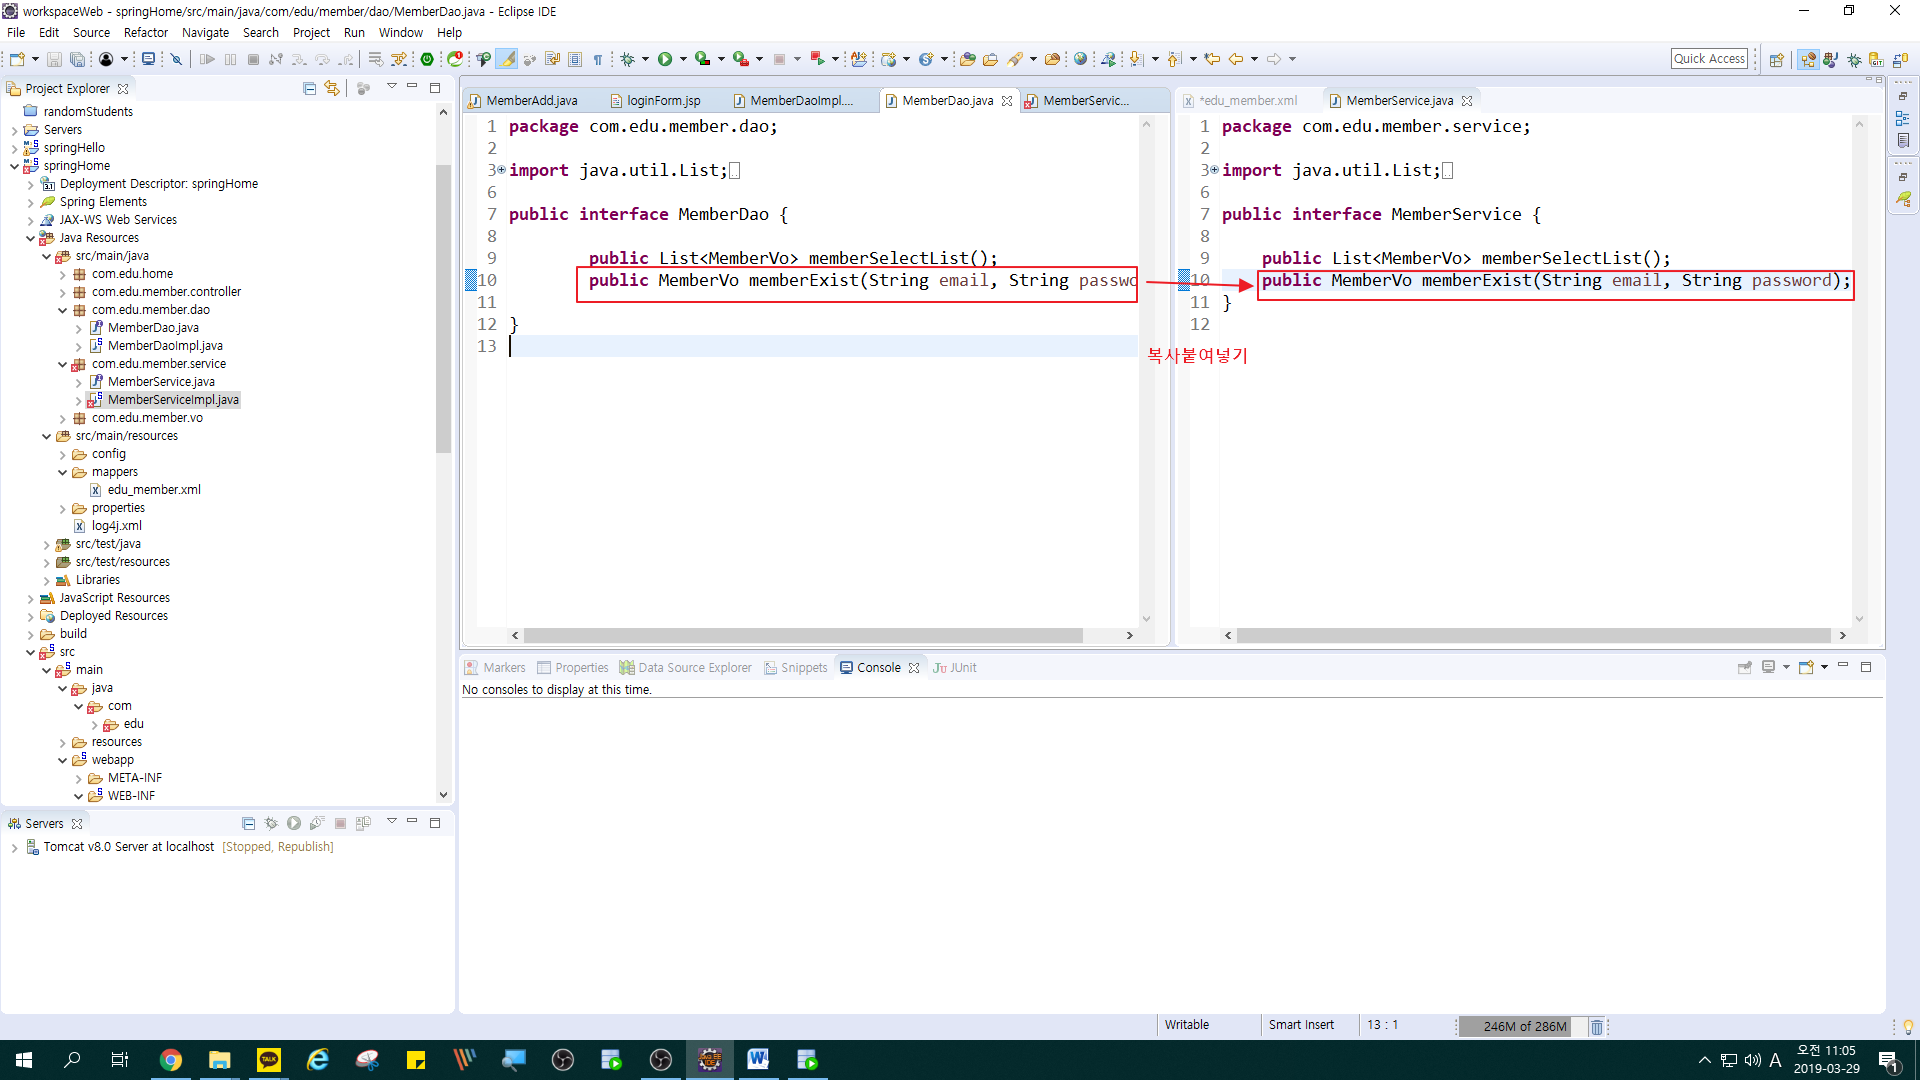 workspaceWeb - springHome/src/main/java/com/edu/member/dao/MemberDao.java - Eclipse IDE
File Edit Source Refactor Navigate Search Project Run Window Help
Quick Access
Project Explorer
randomStudents
Servers
springHello
springHome
Deployment Descriptor: springHome
Spring Elements
JAX-WS Web Services
Java Resources
src/main/java
com.edu.home
com.edu.member.controller
com.edu.member.dao
MemberDao.java
MemberDaoImpl.java
com.edu.member.service
MemberService.java
MemberServiceImpl.java
com.edu.member.vo
src/main/resources
config
mappers
edu_member.xml
properties
log4j.xml
src/test/java
src/test/resources
Libraries
JavaScript Resources
Deployed Resources
build
src
main
java
com
edu
resources
webapp
META-INF
WEB-INF
Servers
Tomcat v8.0 Server at localhost [Stopped, Republish]
MemberAdd.java loginForm.jsp MemberDaoImpl.... MemberDao.java MemberServic...
1 package com.edu.member.dao;
2
3 import java.util.List;
6
7 public interface MemberDao {
8
9 public List<MemberVo> memberSelectList();
10 public MemberVo memberExist(String email, String passwo
11
12 }
13
*edu_member.xml MemberService.java
1 package com.edu.member.service;
2
3 import java.util.List;
6
7 public interface MemberService {
8
9 public List<MemberVo> memberSelectList();
10 public MemberVo memberExist(String email, String password);
11 }
12
복사붙여넣기
Markers Properties Data Source Explorer Snippets Console JUnit
No consoles to display at this time.
Writable Smart Insert 13 : 1 246M of 286M
TALK
A 오전 11:05
2019-03-29
1